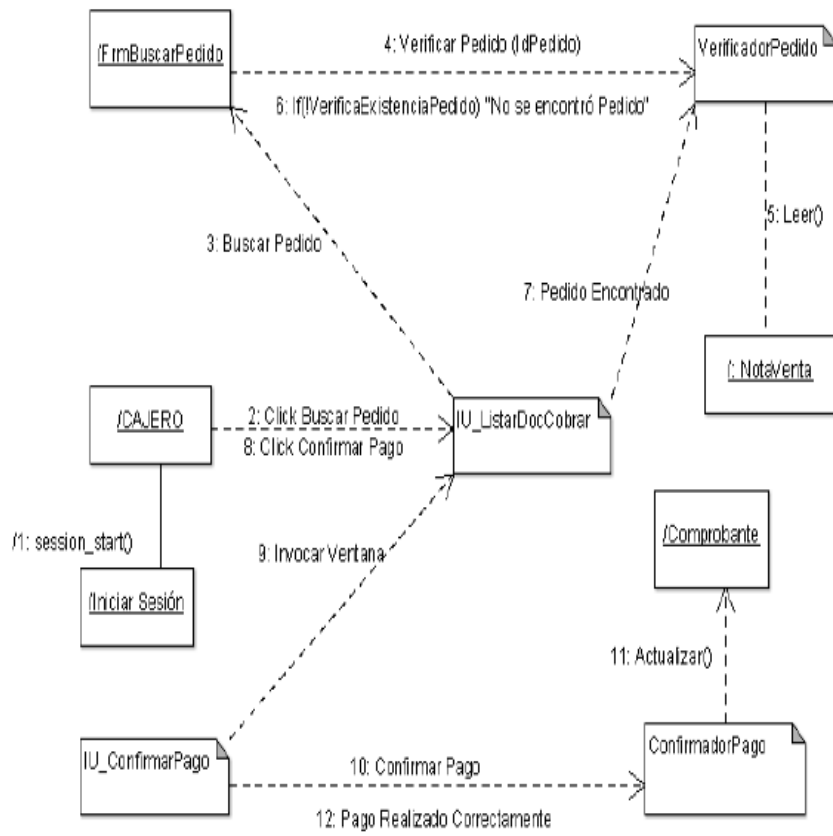 4: Verificar Pedido (IdPedido)
/FrmBuscarPedido
VerificadorPedido
6: If(!VerificaExistenciaPedido) "No se encontró Pedido"
5: Leer()
3: Buscar Pedido
7: Pedido Encontrado
/: NotaVenta
/CAJERO
2: Click Buscar Pedido
IU_ListarDocCobrar
8: Click Confirmar Pago
/1: session_start()
9: Invocar Ventana
/Comprobante
/Iniciar Sesión
11: Actualizar()
IU_ConfirmarPago
10: Confirmar Pago
ConfirmadorPago
12: Pago Realizado Correctamente